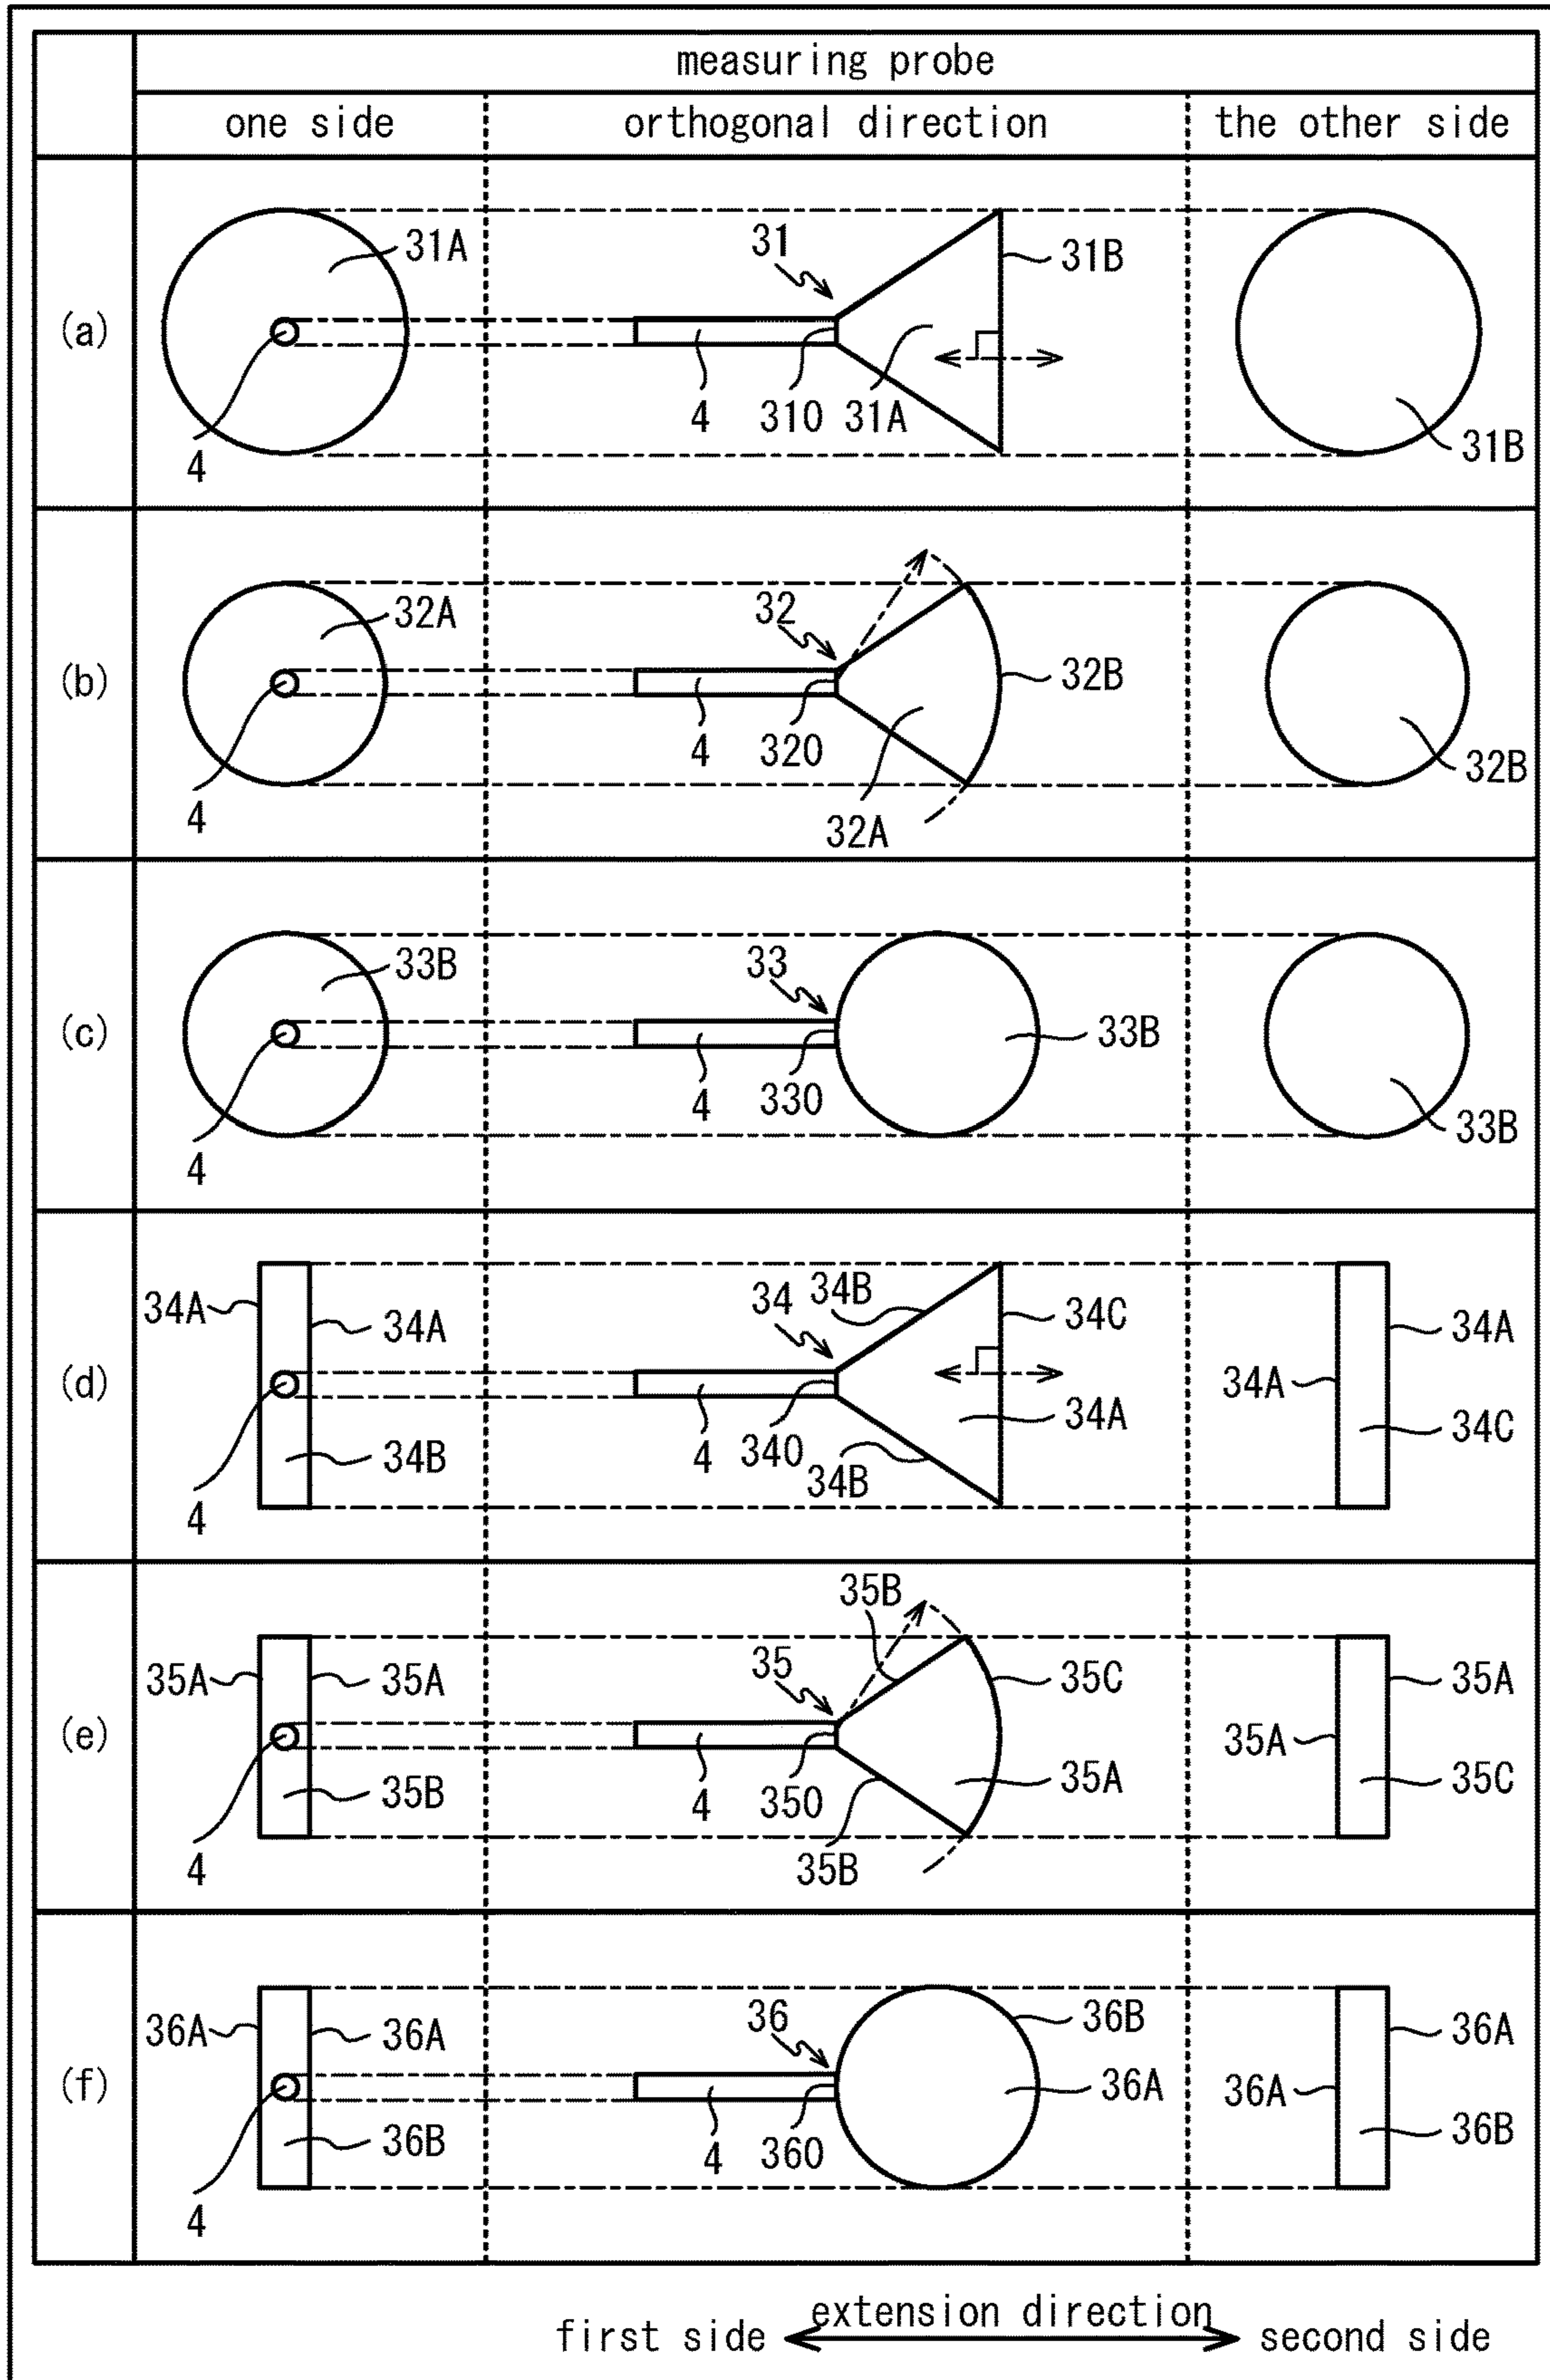 measuring probe
one side orthogonal direction the other side
(a)
31A 31 31B
4 4 310 31A 31B
(b)
32A 32 32B
4 4 320 32A 32B
(c)
33B 33 33B
4 4 330 33B
(d)
34A 34A 34 34B 34C 34A
34A 34A
4 34B 4 340 34B 34C
(e)
35A 35A 35 35B 35C 35A
35A 35A
4 35B 4 350 35B 35C
(f)
36A 36A 36 36B 36A
36A 36A
4 36B 4 360 36B
extension direction
first side second side